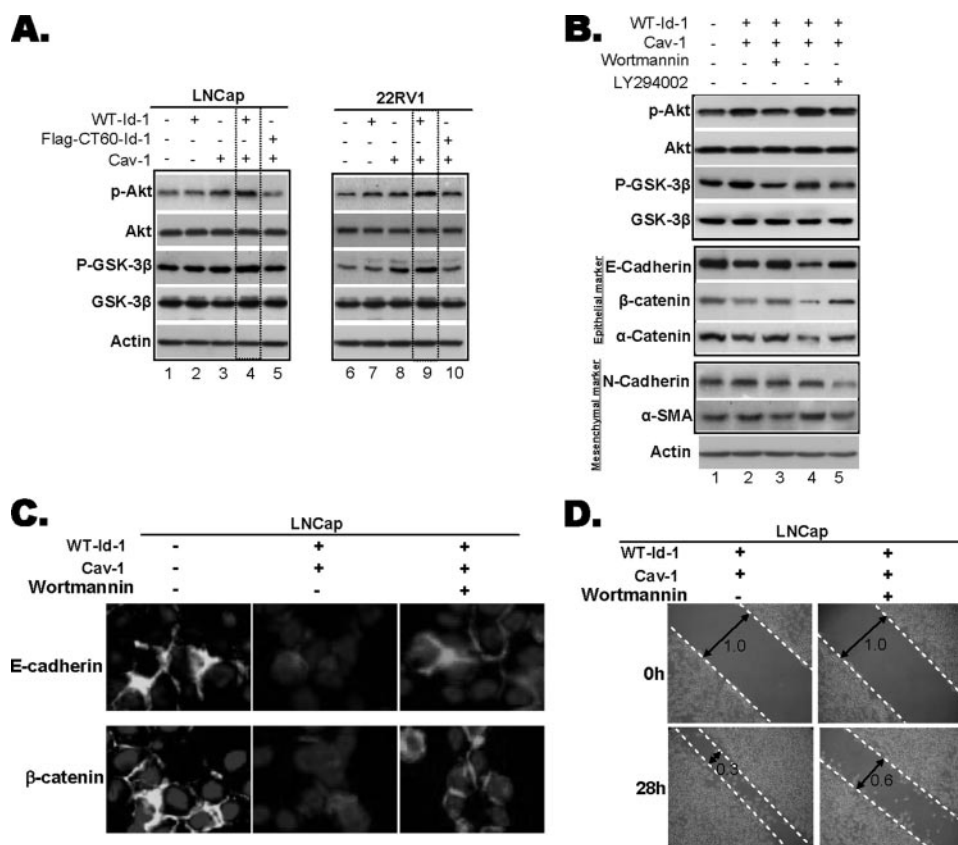 A.
LNCap
22RV1
WT-Id-1 - + - + - - + - + -
Flag-CT60-Id-1 - - - - + - - - - +
Cav-1 - - + + + - - + + +
p-Akt
Akt
P-GSK-3β
GSK-3β
Actin
1 2 3 4 5 6 7 8 9 10
B.
WT-Id-1 - + + + +
Cav-1 - + + + +
Wortmannin - - + - -
LY294002 - - - - +
p-Akt
Akt
P-GSK-3β
GSK-3β
Epithelial marker
E-Cadherin
β-catenin
α-Catenin
Mesenchymal marker
N-Cadherin
α-SMA
Actin
1 2 3 4 5
C.
LNCap
WT-Id-1 - + +
Cav-1 - + +
Wortmannin - - +
E-cadherin
β-catenin
D.
LNCap
WT-Id-1 + +
Cav-1 + +
Wortmannin - +
0h
1.0 1.0
28h
0.3 0.6